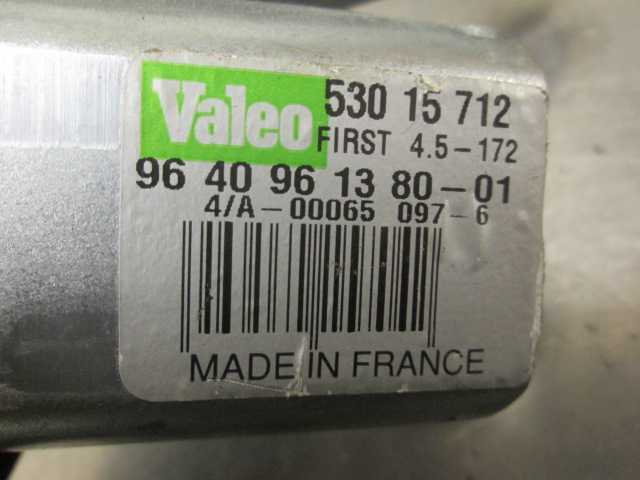 Valeo 530 15 712
FIRST 4.5-172
96 40 96 13 80-01
4/A-00065 097-6
MADE IN FRANCE